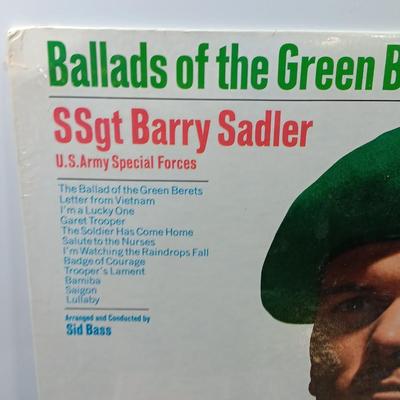 Ballads of the Green B
SSgt Barry Sadler
U.S.Army Special Forces
The Ballad of the Green Berets
Letter from Vietnam
I'm a Lucky One
Garet Trooper
The Soldier Has Come Home
Salute to the Nurses
I'm Watching the Raindrops Fall
Badge of Courage
Trooper's Lament
Bamiba
Saigon
Lullaby
Arranged and Conducted by
Sid Bass